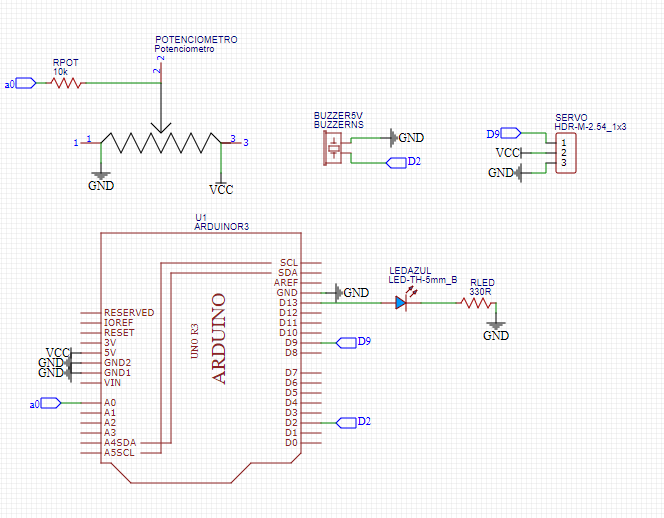 POTENCIOMETRO
Potenciometro
RPOT
10k
a0
2
2
1
1
3
3
GND
VCC
BUZZER5V
BUZZERNS
GND
D2
SERVO
HDR-M-2.54_1x3
D9
VCC
GND
1
2
3
U1
ARDUINOR3
SCL
SDA
AREF
GND
D13
D12
D11
D10
D9
D8
D7
D6
D5
D4
D3
D2
D1
D0
RESERVED
IOREF
RESET
3V
5V
GND2
GND1
VIN
A0
A1
A2
A3
A4SDA
A5SCL
VCC
GND
GND
a0
UNO R3
ARDUINO
GND
D9
D2
LEDAZUL
LED-TH-5mm_B
RLED
330R
GND